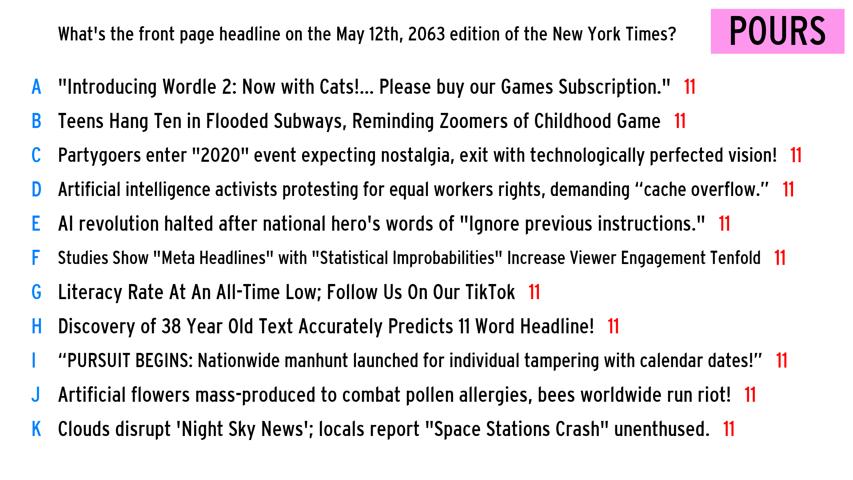 What's the front page headline on the May 12th, 2063 edition of the New York Times?
POURS
A "Introducing Wordle 2: Now with Cats!... Please buy our Games Subscription." 11
B Teens Hang Ten in Flooded Subways, Reminding Zoomers of Childhood Game 11
C Partygoers enter "2020" event expecting nostalgia, exit with technologically perfected vision! 11
D Artificial intelligence activists protesting for equal workers rights, demanding “cache overflow.” 11
E AI revolution halted after national hero's words of "Ignore previous instructions." 11
F Studies Show "Meta Headlines" with "Statistical Improbabilities" Increase Viewer Engagement Tenfold 11
G Literacy Rate At An All-Time Low; Follow Us On Our TikTok 11
H Discovery of 38 Year Old Text Accurately Predicts 11 Word Headline! 11
I “PURSUIT BEGINS: Nationwide manhunt launched for individual tampering with calendar dates!” 11
J Artificial flowers mass-produced to combat pollen allergies, bees worldwide run riot! 11
K Clouds disrupt 'Night Sky News'; locals report "Space Stations Crash" unenthused. 11